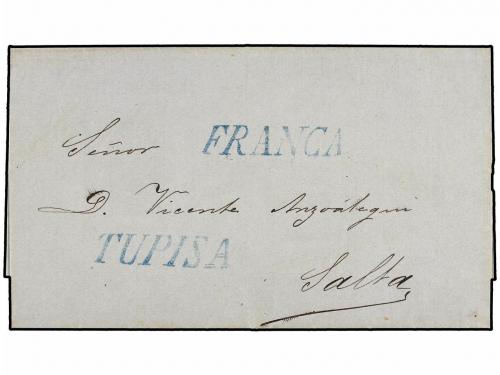 FRANCA
Señor
D. Vicente Anzoátegui
TUPISA
Salta